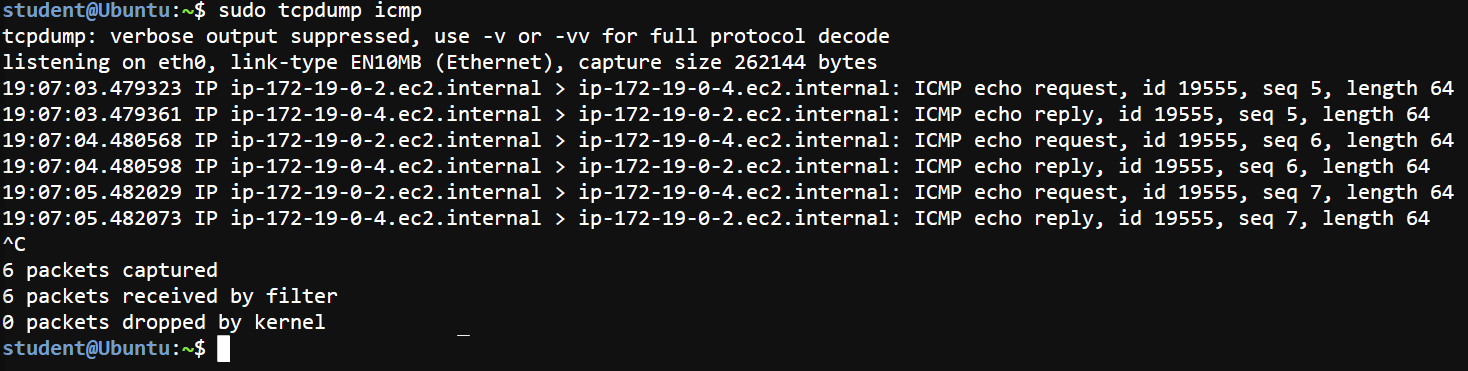 student@Ubuntu:~$ sudo tcpdump icmp
tcpdump: verbose output suppressed, use -v or -vv for full protocol decode
listening on eth0, link-type EN10MB (Ethernet), capture size 262144 bytes
19:07:03.479323 IP ip-172-19-0-2.ec2.internal > ip-172-19-0-4.ec2.internal: ICMP echo request, id 19555, seq 5, length 64
19:07:03.479361 IP ip-172-19-0-4.ec2.internal > ip-172-19-0-2.ec2.internal: ICMP echo reply, id 19555, seq 5, length 64
19:07:04.480568 IP ip-172-19-0-2.ec2.internal > ip-172-19-0-4.ec2.internal: ICMP echo request, id 19555, seq 6, length 64
19:07:04.480598 IP ip-172-19-0-4.ec2.internal > ip-172-19-0-2.ec2.internal: ICMP echo reply, id 19555, seq 6, length 64
19:07:05.482029 IP ip-172-19-0-2.ec2.internal > ip-172-19-0-4.ec2.internal: ICMP echo request, id 19555, seq 7, length 64
19:07:05.482073 IP ip-172-19-0-4.ec2.internal > ip-172-19-0-2.ec2.internal: ICMP echo reply, id 19555, seq 7, length 64
^C
6 packets captured
6 packets received by filter
0 packets dropped by kernel
student@Ubuntu:~$